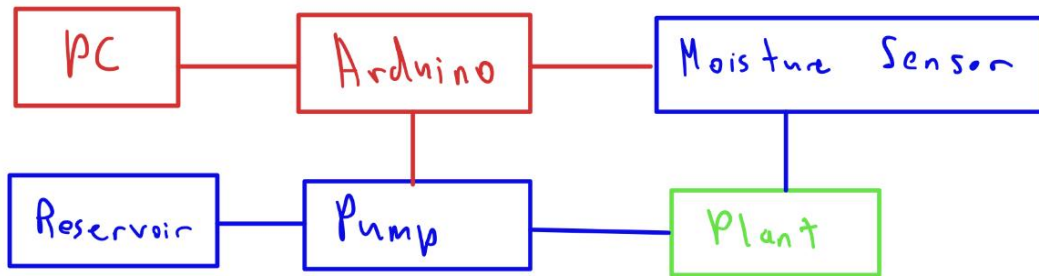 PC
Arduino
Moisture Sensor
Reservoir
Pump
Plant